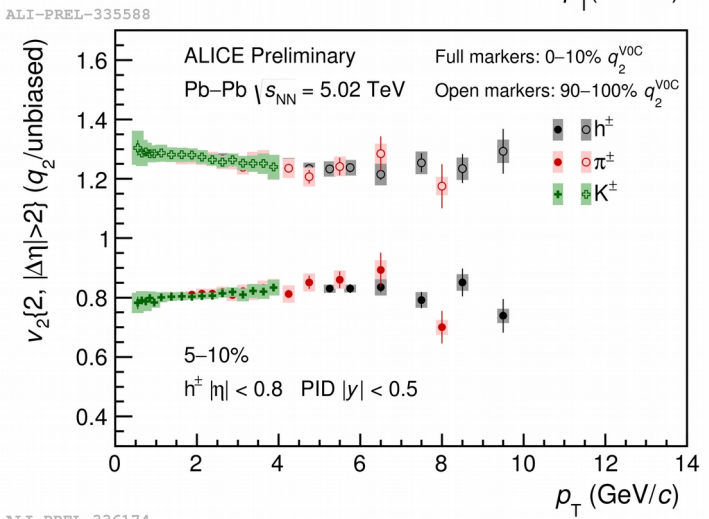 ALI-PREL-335588
ALICE Preliminary
Pb–Pb √sNN = 5.02 TeV
Full markers: 0–10% q2V0C
Open markers: 90–100% q2V0C
h±
π±
K±
v2{2, |Δη|>2} (q2/unbiased)
1.6
1.4
1.2
1
0.8
0.6
0.4
5–10%
h± |η| < 0.8 PID |y| < 0.5
0 2 4 6 8 10 12 14
pT (GeV/c)